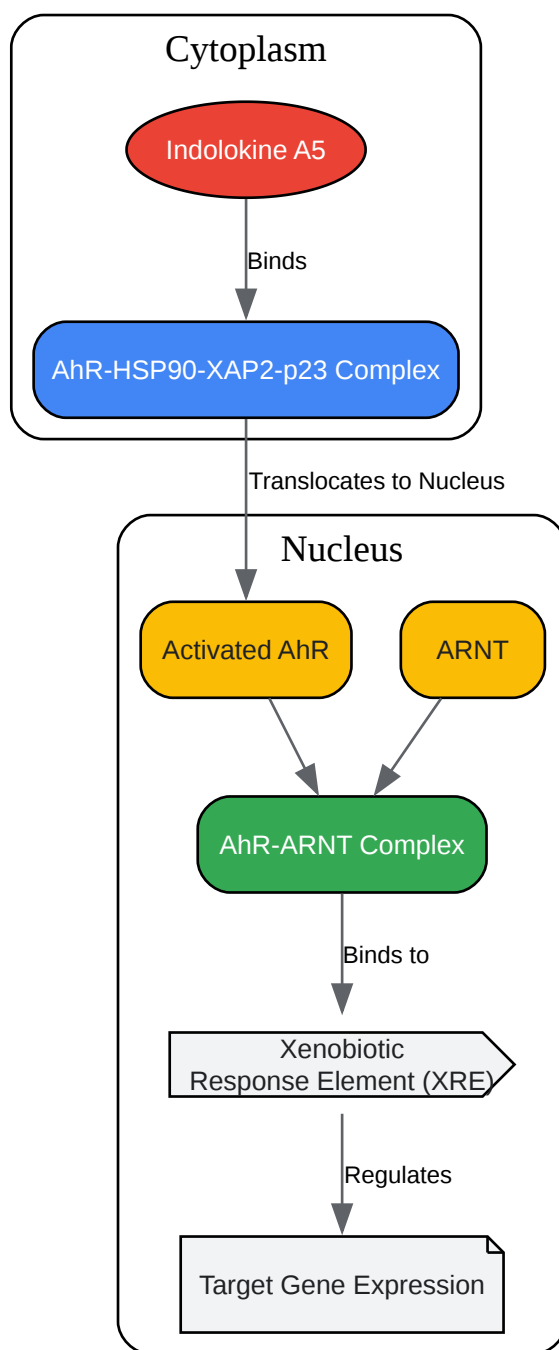 Cytoplasm
Indolokine A5
Binds
AhR-HSP90-XAP2-p23 Complex
Translocates to Nucleus
Nucleus
Activated AhR
ARNT
AhR-ARNT Complex
Binds to
Xenobiotic
Response Element (XRE)
Regulates
Target Gene Expression